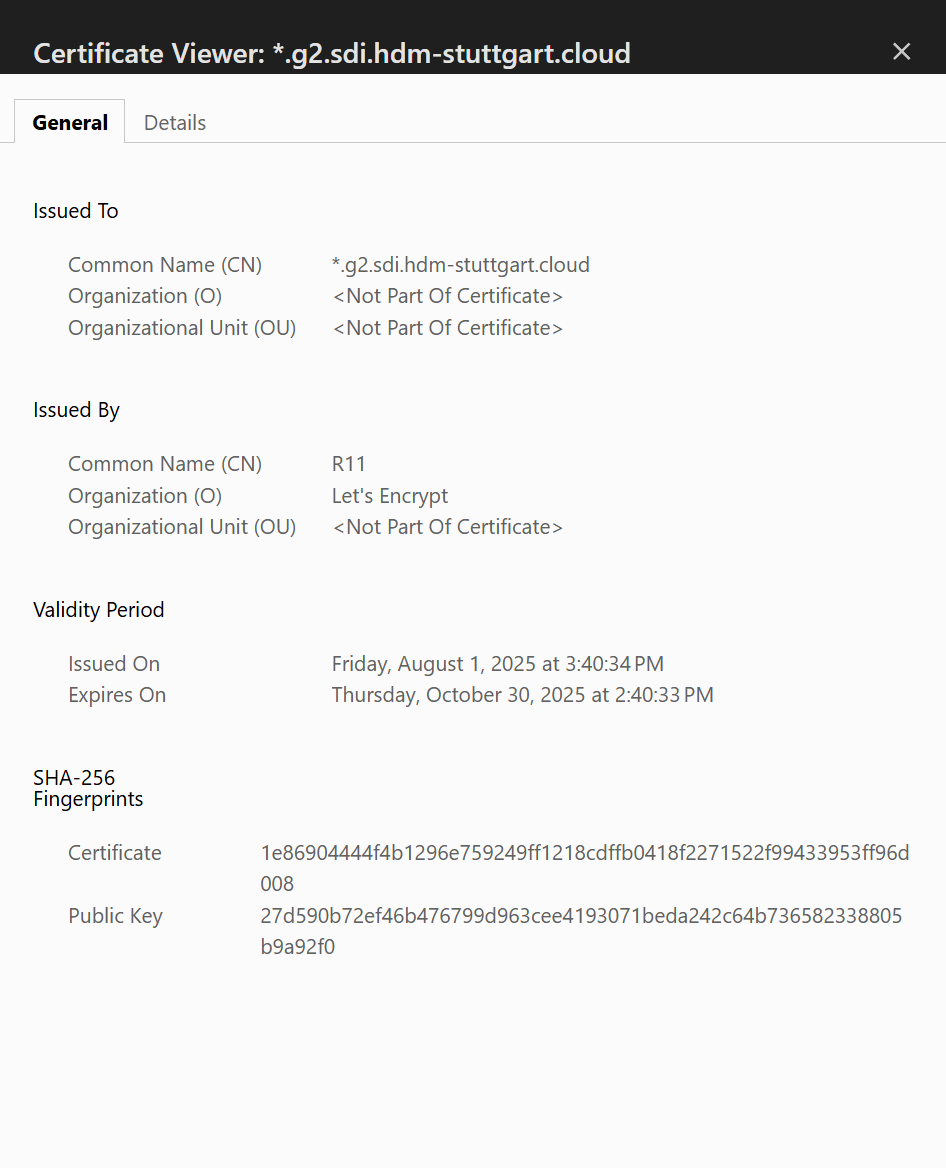 Certificate Viewer: *.g2.sdi.hdm-stuttgart.cloud
General Details
Issued To
Common Name (CN) *.g2.sdi.hdm-stuttgart.cloud
Organization (O) <Not Part Of Certificate>
Organizational Unit (OU) <Not Part Of Certificate>
Issued By
Common Name (CN) R11
Organization (O) Let's Encrypt
Organizational Unit (OU) <Not Part Of Certificate>
Validity Period
Issued On Friday, August 1, 2025 at 3:40:34 PM
Expires On Thursday, October 30, 2025 at 2:40:33 PM
SHA-256
Fingerprints
Certificate 1e86904444f4b1296e759249ff1218cdffb0418f2271522f99433953ff96d
008
Public Key 27d590b72ef46b476799d963cee4193071beda242c64b736582338805
b9a92f0